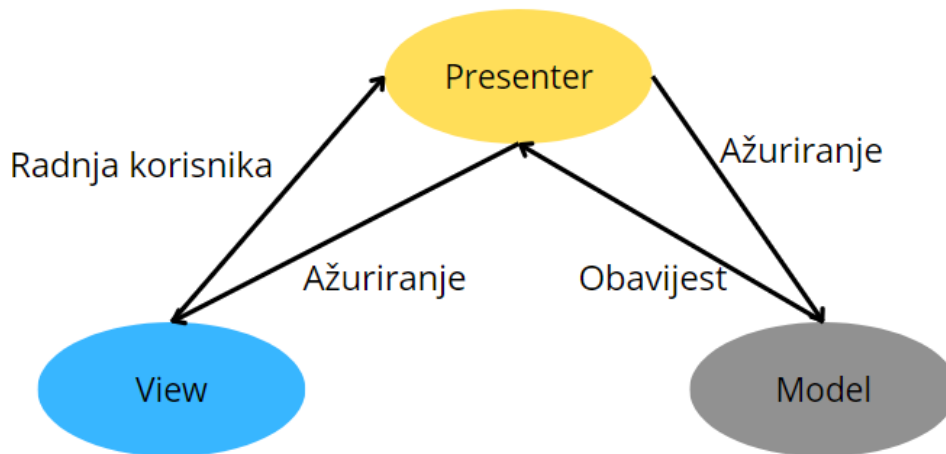 Presenter
Radnja korisnika
Ažuriranje
Ažuriranje
Obavijest
View
Model